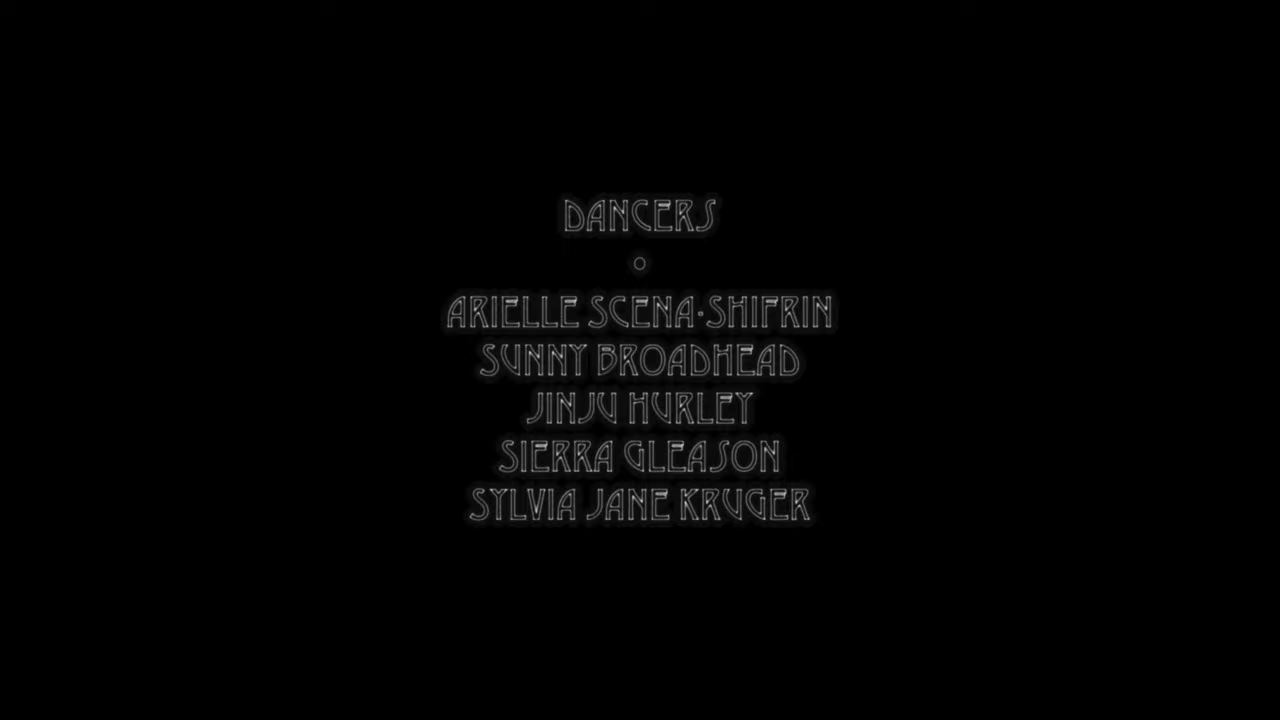 DANCERS
ARIELLE SCENA-SHIFRIN
SUNNY BROADHEAD
JINJU HURLEY
SIERRA GLEASON
SYLVIA JANE KRUGER